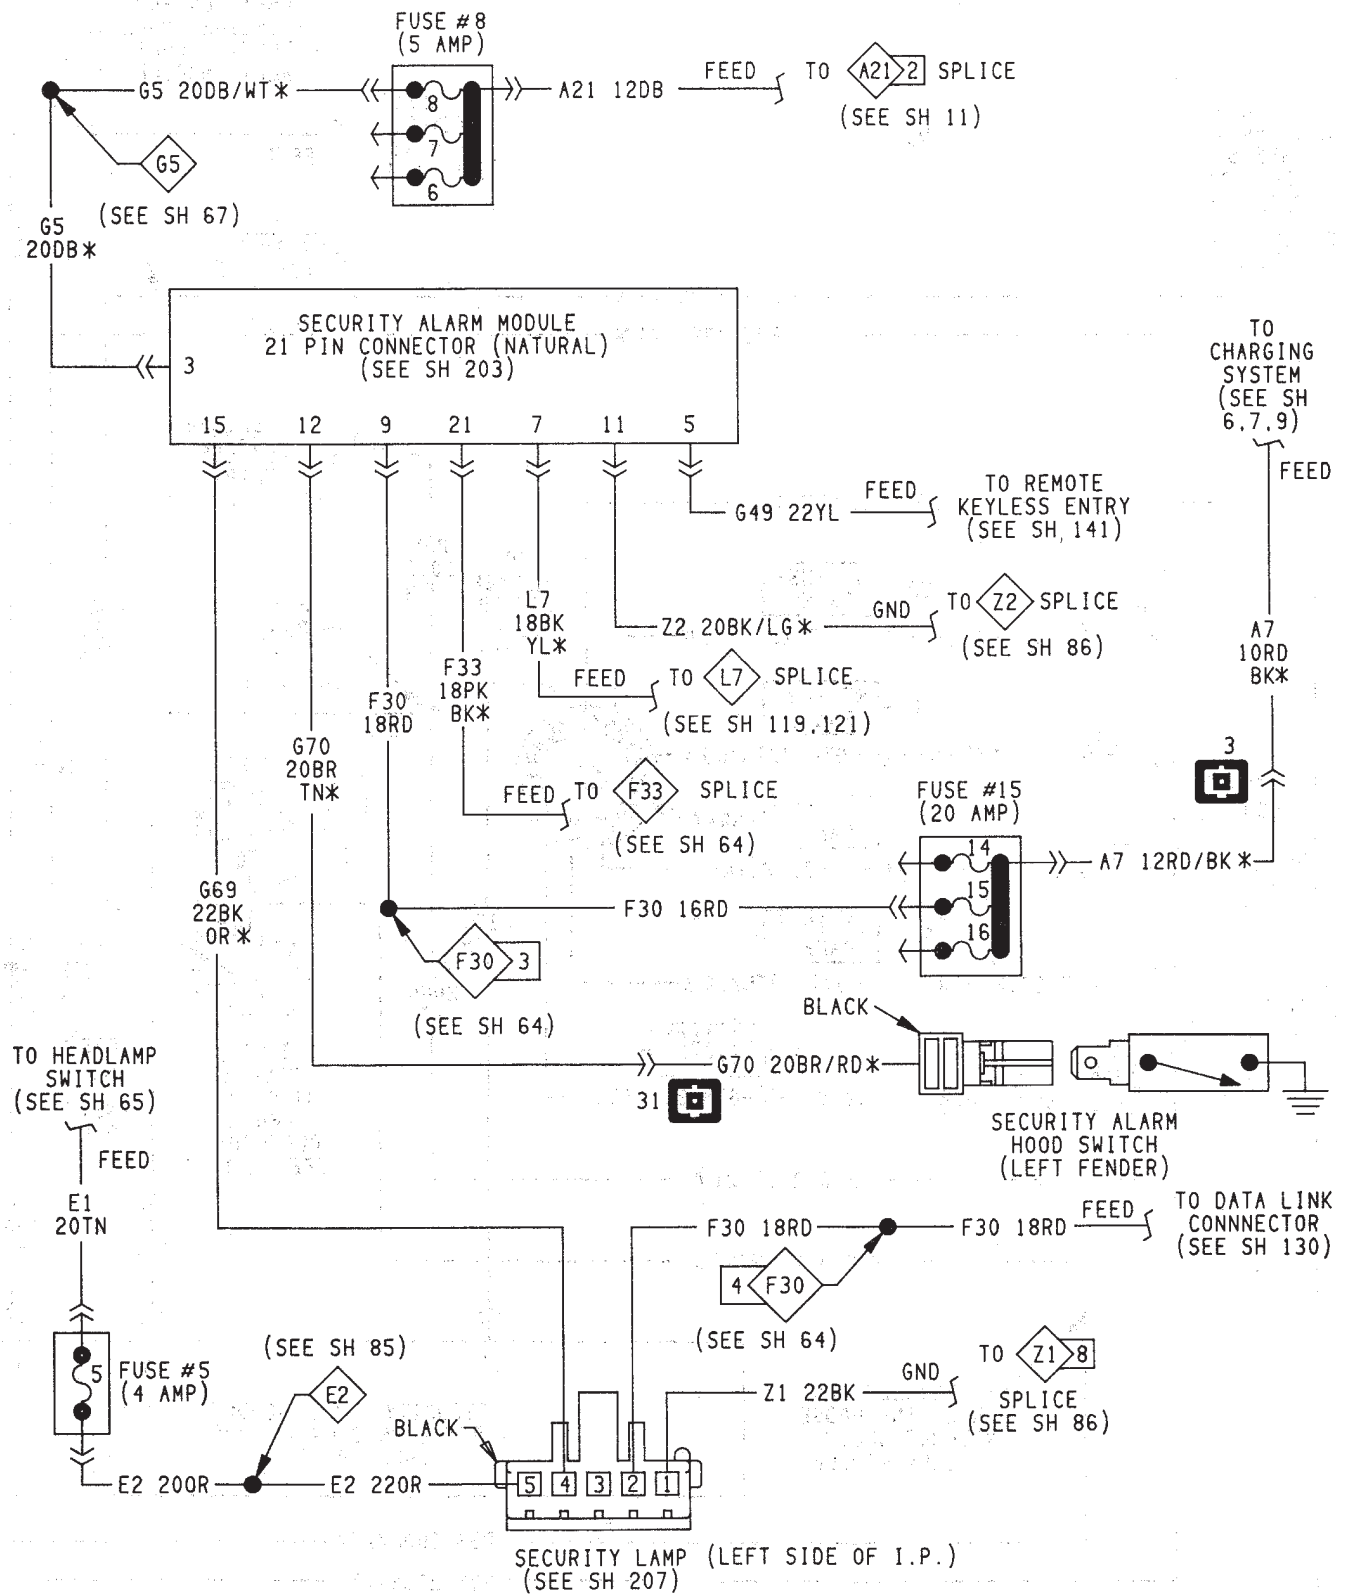 FUSE #8
(5 AMP)
G5 20DB/WT*
8
7
6
A21 12DB
FEED
TO A21 2 SPLICE
(SEE SH 11)
G5
(SEE SH 67)
G5
20DB*
SECURITY ALARM MODULE
21 PIN CONNECTOR (NATURAL)
(SEE SH 203)
3
15 12 9 21 7 11 5
TO
CHARGING
SYSTEM
(SEE SH
6,7,9)
FEED
G49 22YL
FEED
TO REMOTE
KEYLESS ENTRY
(SEE SH, 141)
L7
18BK
YL*
Z2 20BK/LG*
GND
TO Z2 SPLICE
(SEE SH 86)
A7
10RD
BK*
F33
18PK
BK*
FEED
TO L7 SPLICE
(SEE SH 119,121)
F30
18RD
G70
20BR
TN*
3
FEED
TO F33 SPLICE
(SEE SH 64)
FUSE #15
(20 AMP)
14
15
16
A7 12RD/BK*
G69
22BK
OR*
F30 16RD
F30 3
(SEE SH 64)
BLACK
TO HEADLAMP
SWITCH
(SEE SH 65)
G70 20BR/RD*
31
SECURITY ALARM
HOOD SWITCH
(LEFT FENDER)
FEED
E1
20TN
F30 18RD
F30 18RD
FEED
TO DATA LINK
CONNNECTOR
(SEE SH 130)
4 F30
(SEE SH 64)
5
FUSE #5
(4 AMP)
(SEE SH 85)
E2
BLACK
Z1 22BK
GND
TO Z1 8
SPLICE
(SEE SH 86)
E2 20OR
E2 22OR
5 4 3 2 1
SECURITY LAMP (LEFT SIDE OF I.P.)
(SEE SH 207)